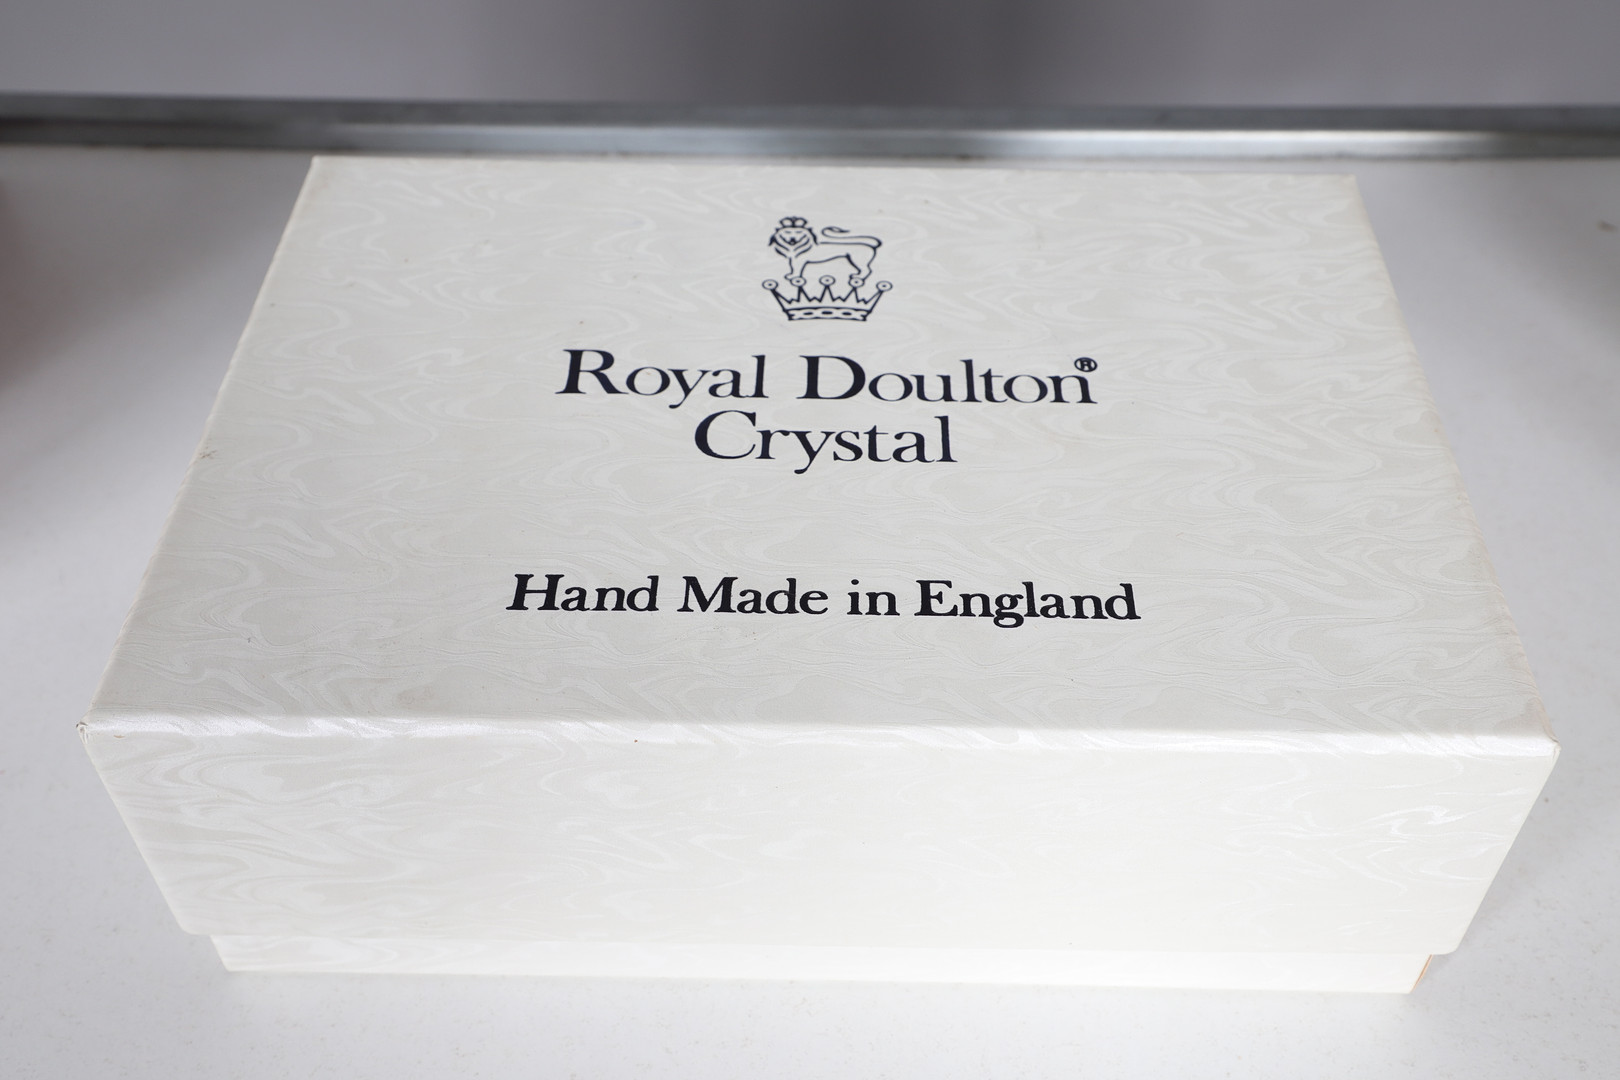 Royal Doulton®
Crystal
Hand Made in England